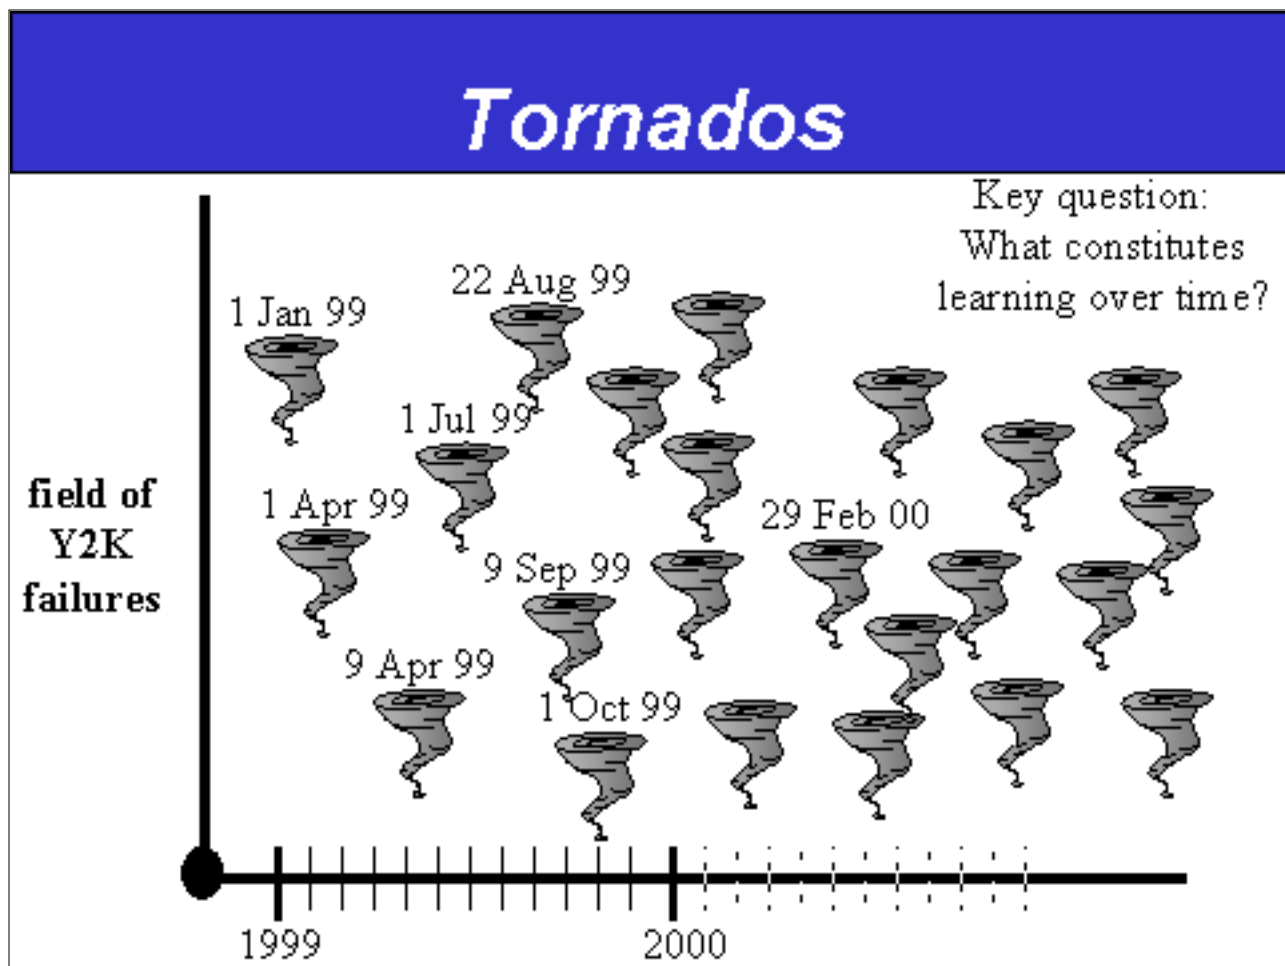 Tornados
Key question:
What constitutes
learning over time?
22 Aug 99
1 Jan 99
1 Jul 99
field of
Y2K
failures
1 Apr 99
29 Feb 00
9 Sep 99
9 Apr 99
1 Oct 99
1999
2000